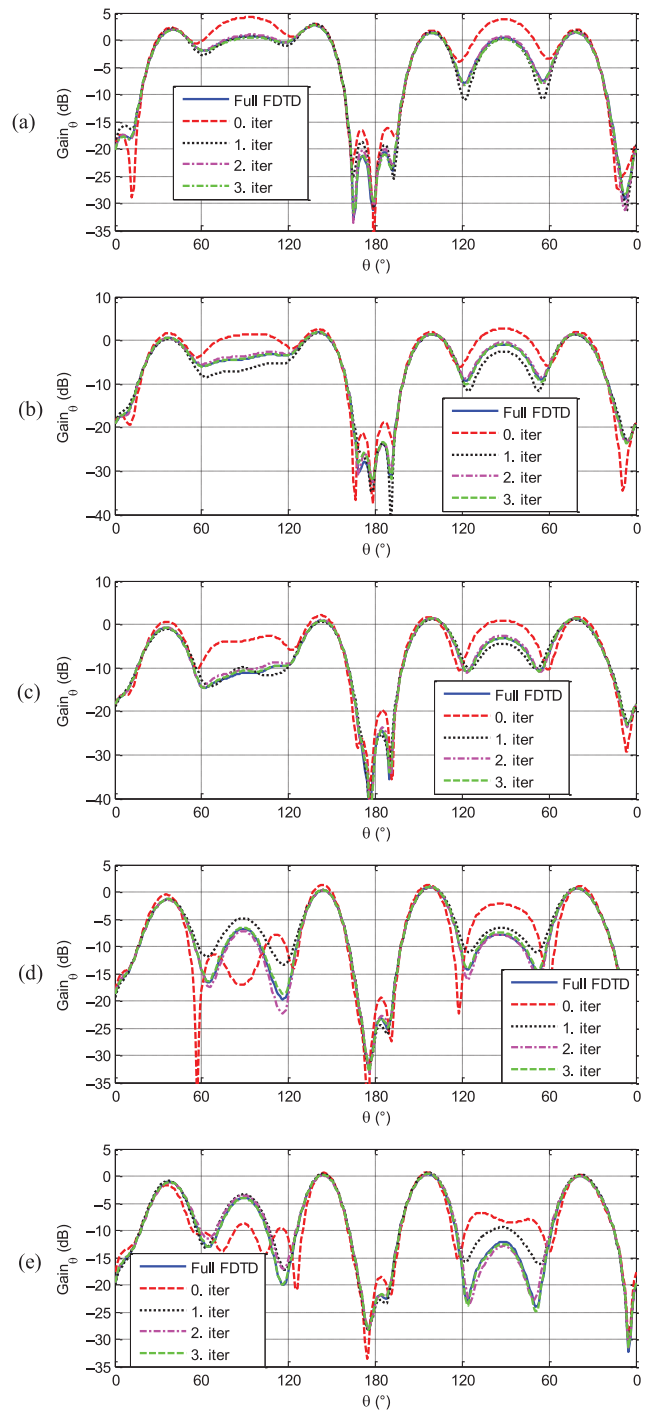 (a)
Gain_θ (dB)
5
0
−5
−10
−15
−20
−25
−30
−35
Full FDTD
0. iter
1. iter
2. iter
3. iter
0 60 120 180 120 60 0
θ (°)
(b)
Gain_θ (dB)
10
0
−10
−20
−30
−40
Full FDTD
0. iter
1. iter
2. iter
3. iter
0 60 120 180 120 60 0
θ (°)
(c)
Gain_θ (dB)
10
0
−10
−20
−30
−40
Full FDTD
0. iter
1. iter
2. iter
3. iter
0 60 120 180 120 60 0
θ (°)
(d)
Gain_θ (dB)
5
0
−5
−10
−15
−20
−25
−30
−35
Full FDTD
0. iter
1. iter
2. iter
3. iter
0 60 120 180 120 60 0
θ (°)
(e)
Gain_θ (dB)
5
0
−5
−10
−15
−20
−25
−30
−35
Full FDTD
0. iter
1. iter
2. iter
3. iter
0 60 120 180 120 60 0
θ (°)